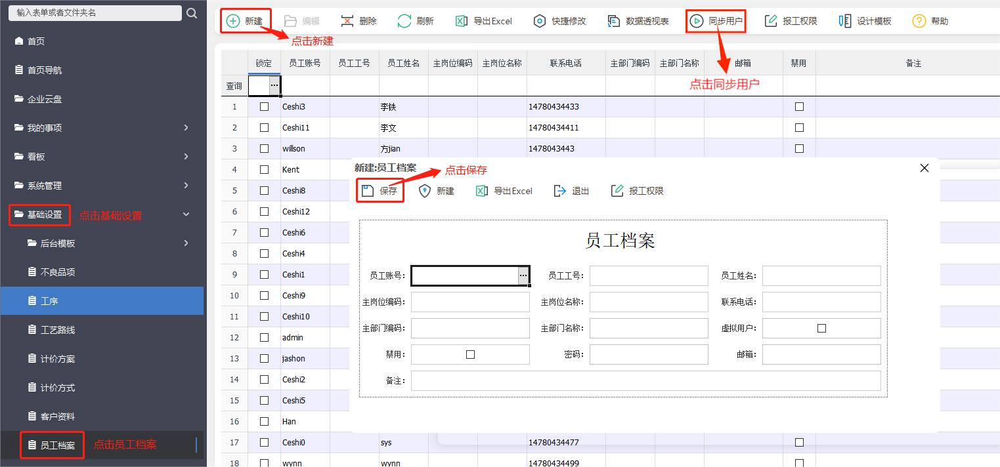 输入表单或者文件夹名
首页
首页导航
企业云盘
我的事项
看板
系统管理
基础设置 点击基础设置
后台模板
不良品项
工序
工艺路线
计价方案
计价方式
客户资料
员工档案 点击员工档案
新建 编辑 删除 刷新 导出Excel 快捷修改 数据透视表 同步用户 报工权限 设计模板 帮助
点击新建
锁定 员工账号 员工工号 员工姓名 主岗位编码 主岗位名称 联系电话 主部门编码 主部门名称 邮箱 禁用 备注
点击同步用户
查询 ...
1 Ceshi3 李铁 14780434433
2 Ceshi11 李文 14780434411
3 willson 方jian 1478043443
4 Kent
5 Ceshi8
6 Ceshi12
7 Ceshi6
8 Ceshi4
9 Ceshi1
10 Ceshi9
11 Ceshi10
12 admin
13 jashon
14 Ceshi2
15 Ceshi5
16 Han
17 Ceshi0 sys 14780434477
18 wynn wynn 14780434499
新建:员工档案 点击保存
保存 新建 导出Excel 退出 报工权限
员工档案
员工账号: ... 员工工号: 员工姓名:
主岗位编码: 主岗位名称: 联系电话:
主部门编码: 主部门名称: 虚拟用户:
禁用: 密码: 邮箱:
备注: